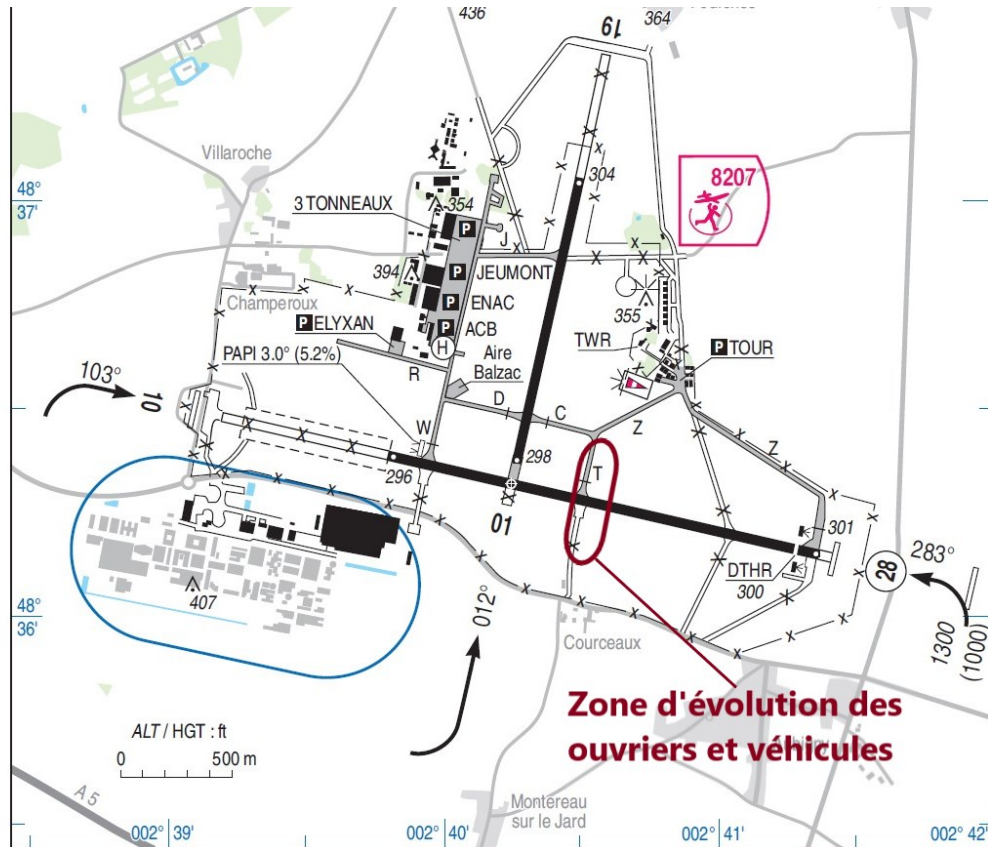 436
364
19
Villaroche
304
8207
48°
37'
3 TONNEAUX
354
P
J
394
P
JEUMONT
Champeroux
P
ENAC
355
P ELYXAN
P
ACB
TWR
P TOUR
PAPI 3.0° (5.2%)
H
Aire
Balzac
103°
R
10
D
C
Z
W
Z
296
298
T
01
301
283°
DTHR
300
28
407
48°
36'
012°
Courceaux
1300
(1000)
Zone d'évolution des
ouvriers et véhicules
ALT / HGT : ft
0
500 m
A 5
Montereau
sur le Jard
002° 39'
002° 40'
002° 41'
002° 42'